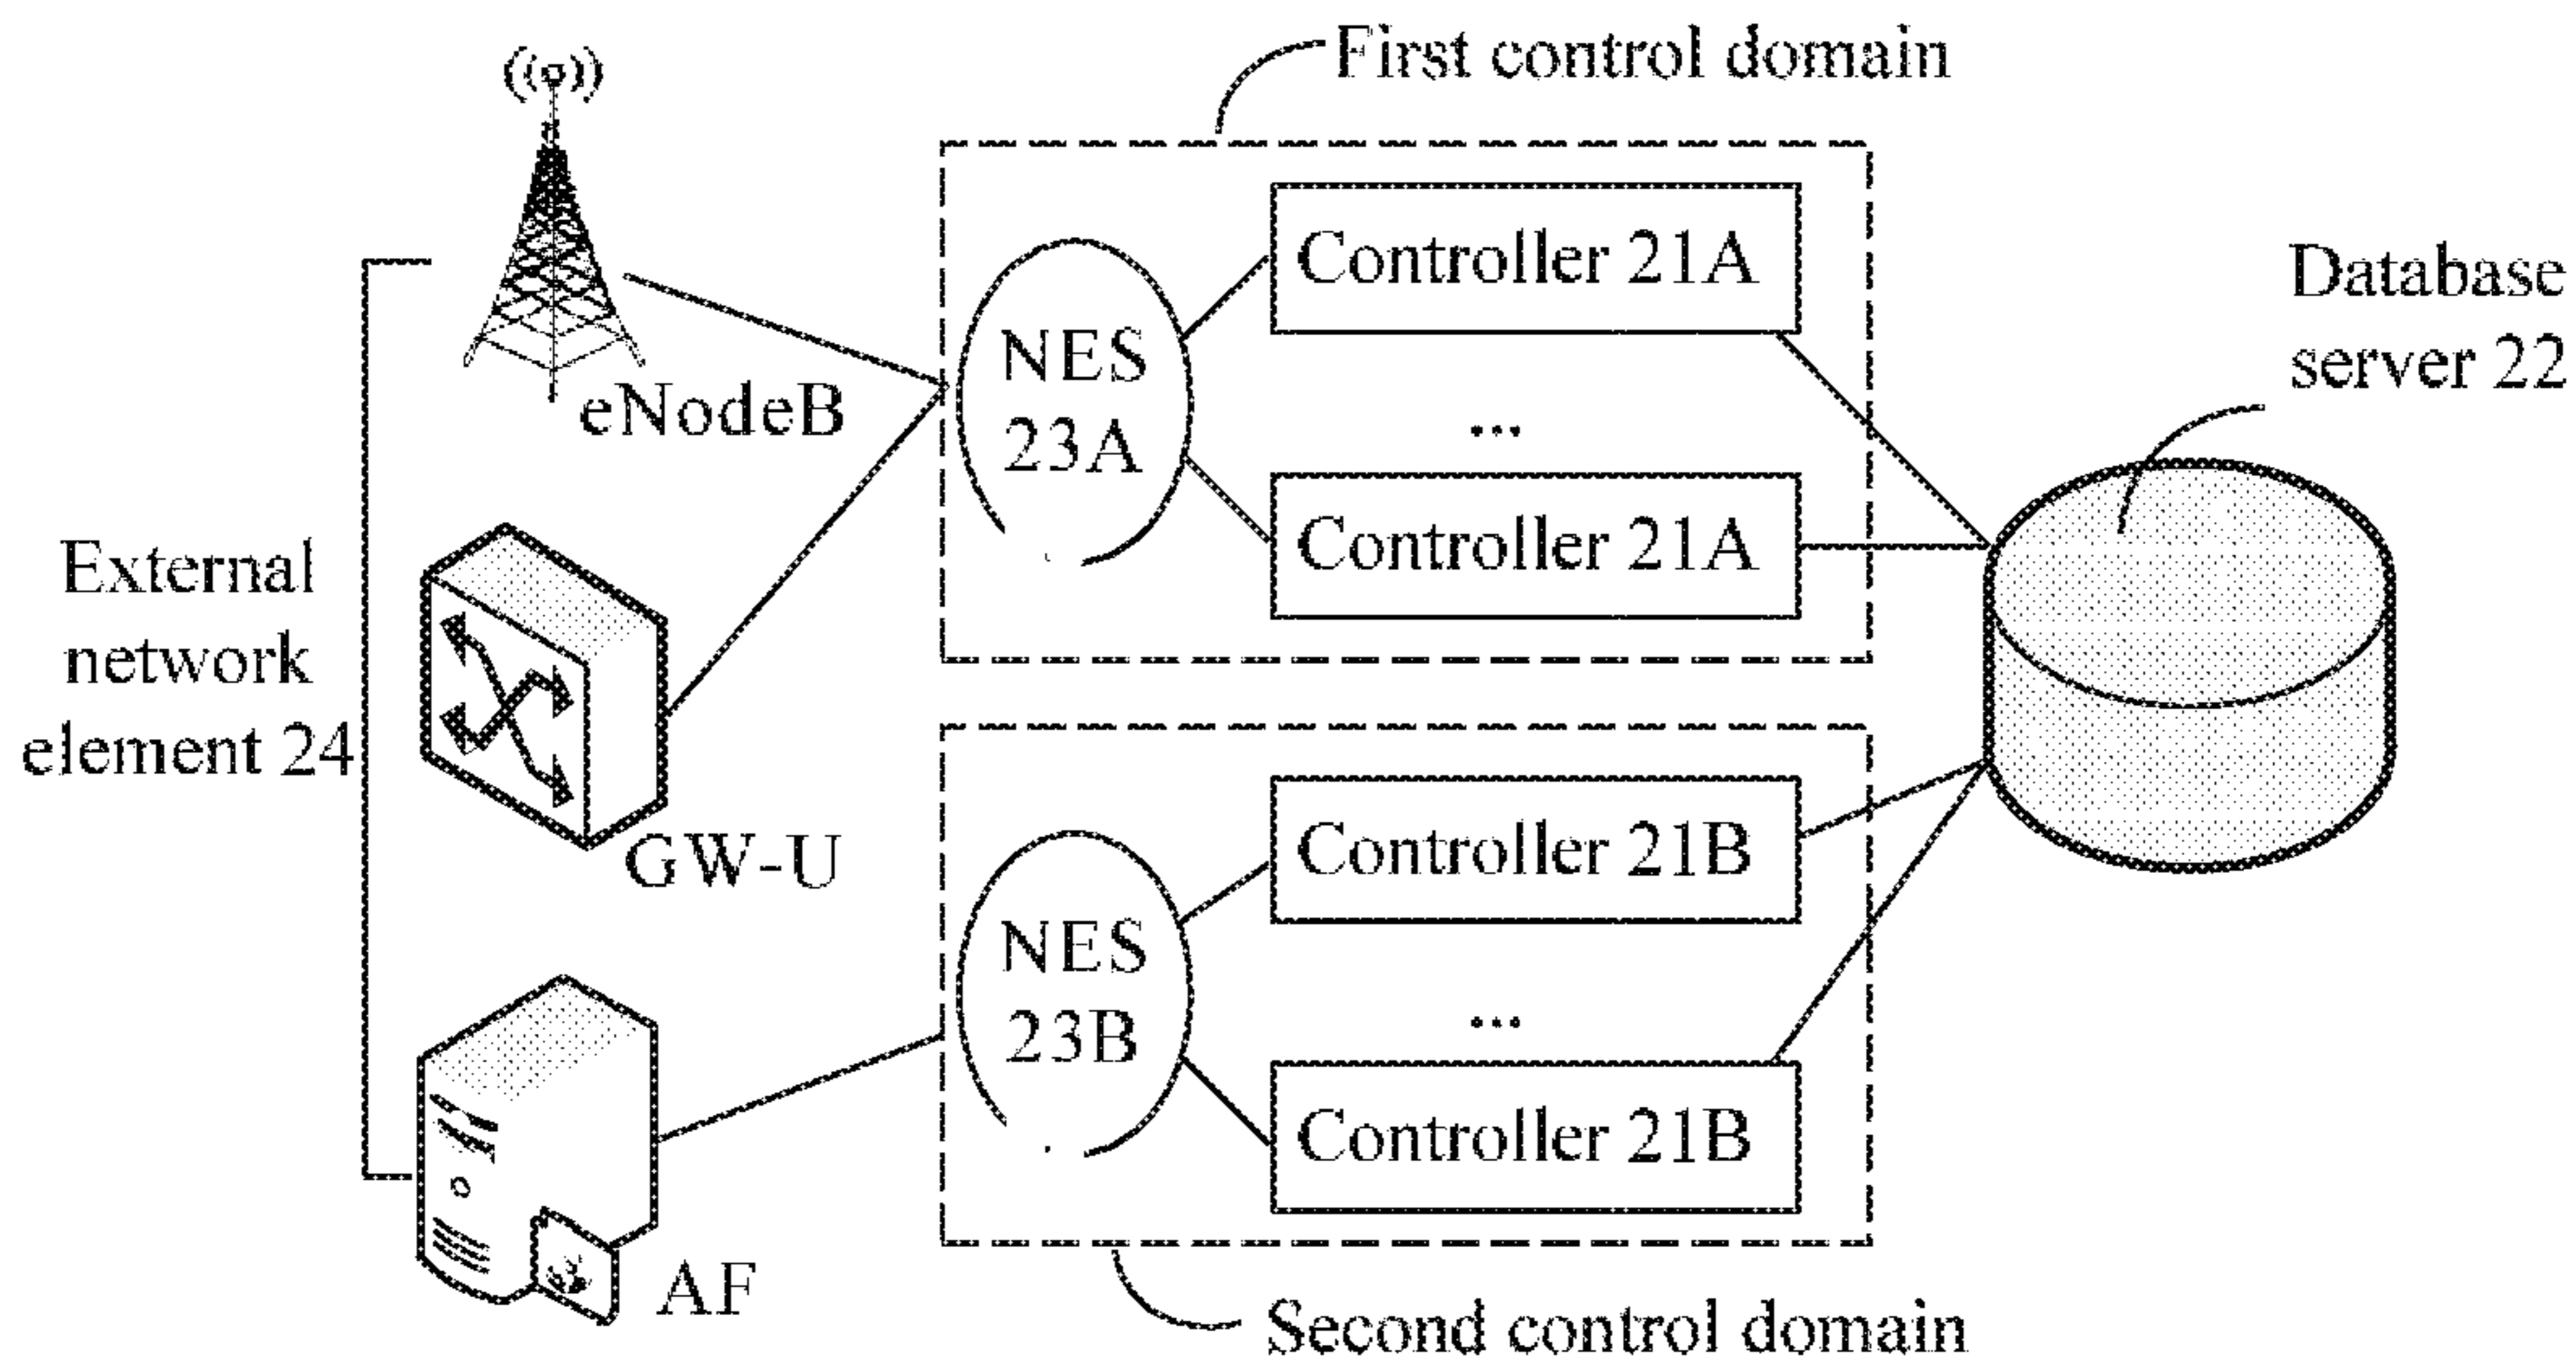 First control domain
Controller 21A
Database
server 22
NES
23A
eNodeB
...
Controller 21A
External
network
element 24
GW-U
Controller 21B
NES
23B
...
Controller 21B
AF
Second control domain